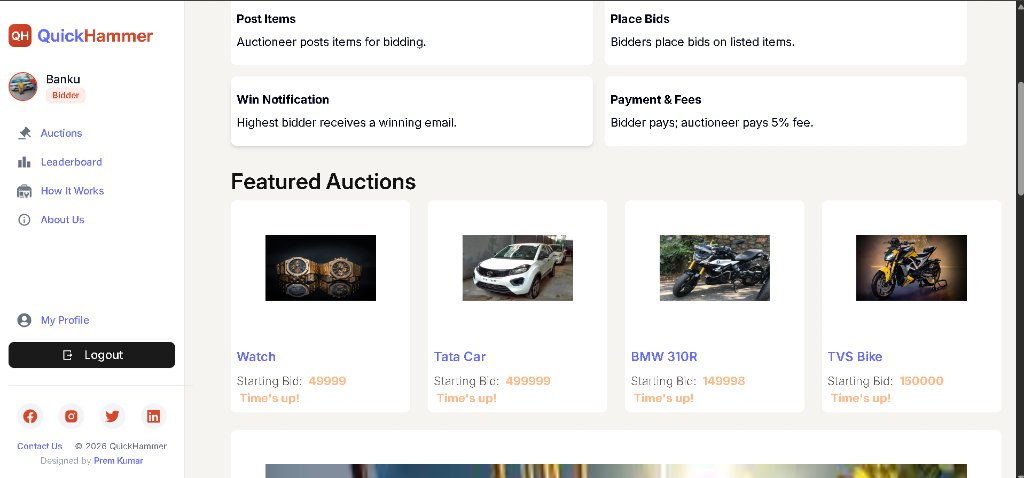 QH QuickHammer
Banku
Bidder
Auctions
Leaderboard
How It Works
About Us
My Profile
Logout
Contact Us © 2026 QuickHammer
Designed by Prem Kumar
Post Items
Auctioneer posts items for bidding.
Place Bids
Bidders place bids on listed items.
Win Notification
Highest bidder receives a winning email.
Payment & Fees
Bidder pays; auctioneer pays 5% fee.
Featured Auctions
Watch
Starting Bid: 49999
Time's up!
Tata Car
Starting Bid: 499999
Time's up!
BMW 310R
Starting Bid: 149998
Time's up!
TVS Bike
Starting Bid: 150000
Time's up!